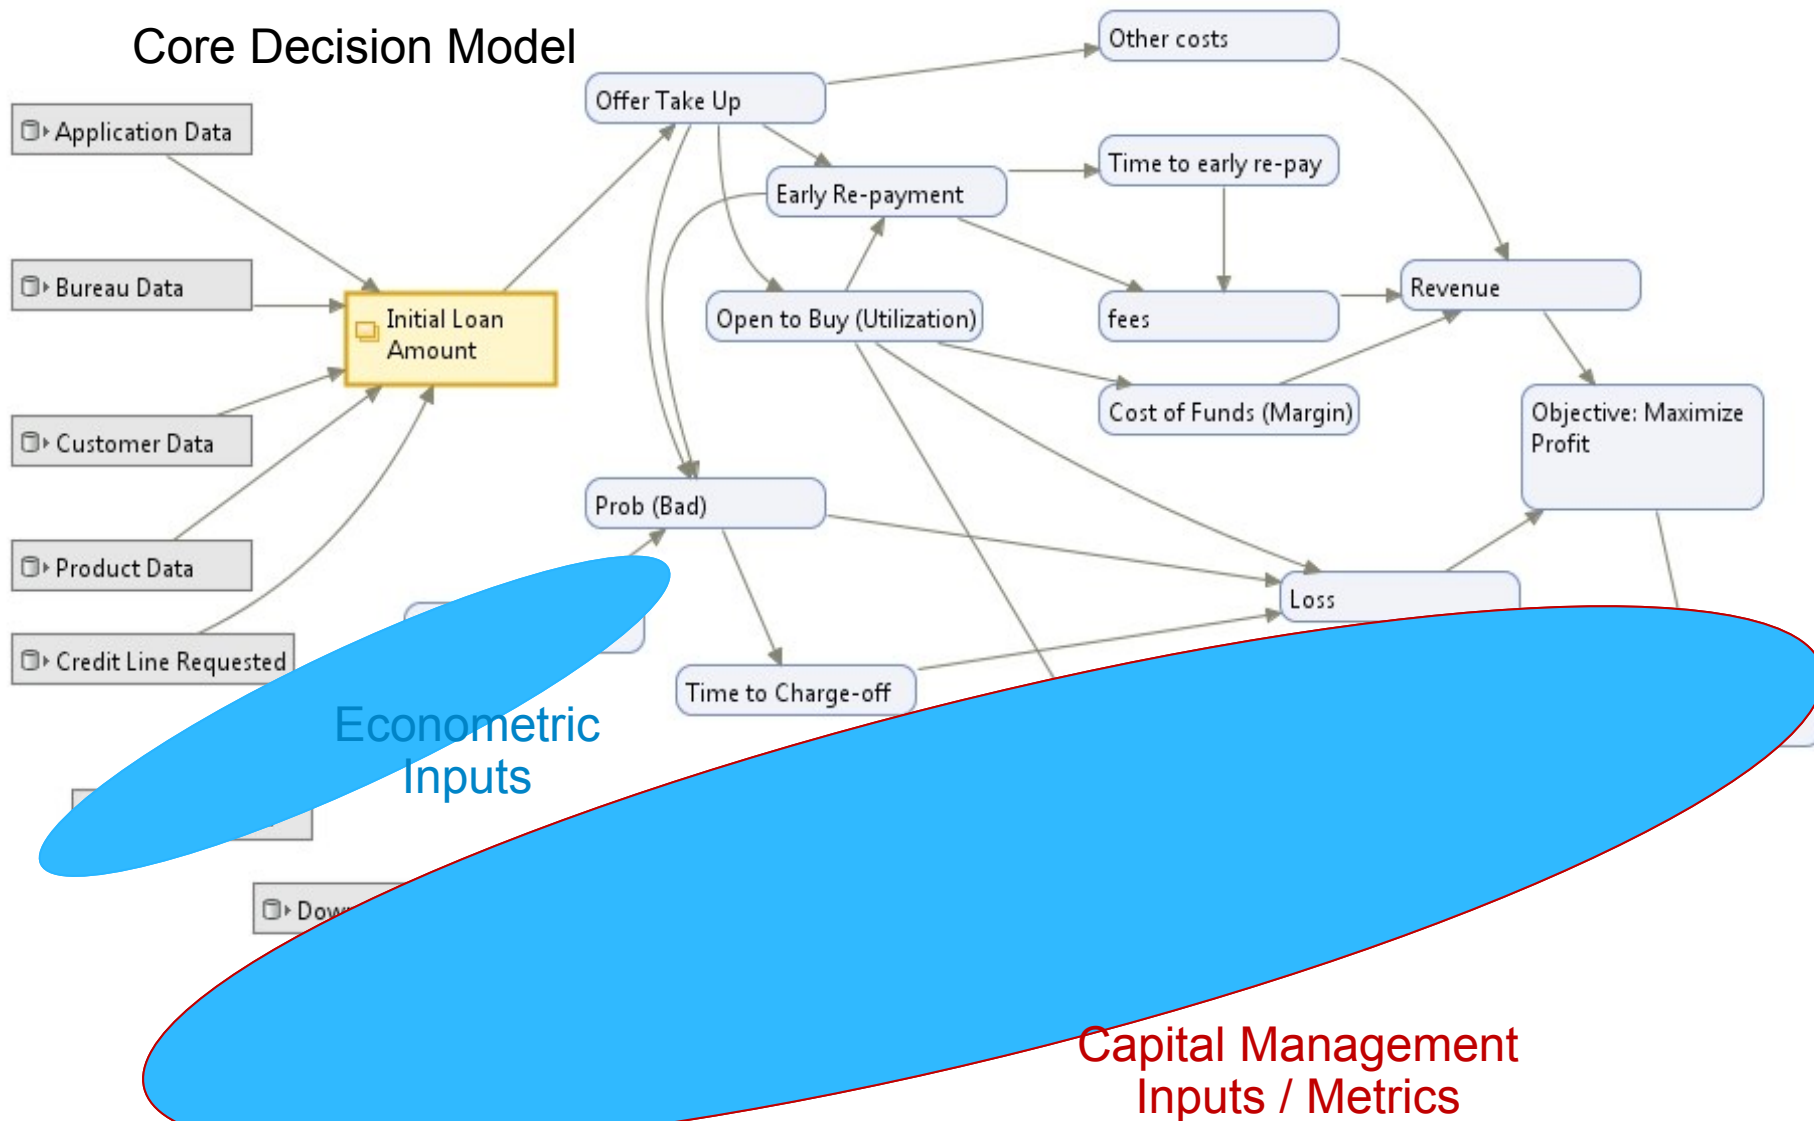 Core Decision Model
Other costs
Offer Take Up
Application Data
Time to early re-pay
Early Re-payment
Bureau Data
Revenue
Initial Loan
Amount
Open to Buy (Utilization)
fees
Cost of Funds (Margin)
Objective: Maximize
Profit
Customer Data
Prob (Bad)
Product Data
Loss
Credit Line Requested
Time to Charge-off
Econometric
Inputs
Capital Management
Inputs / Metrics